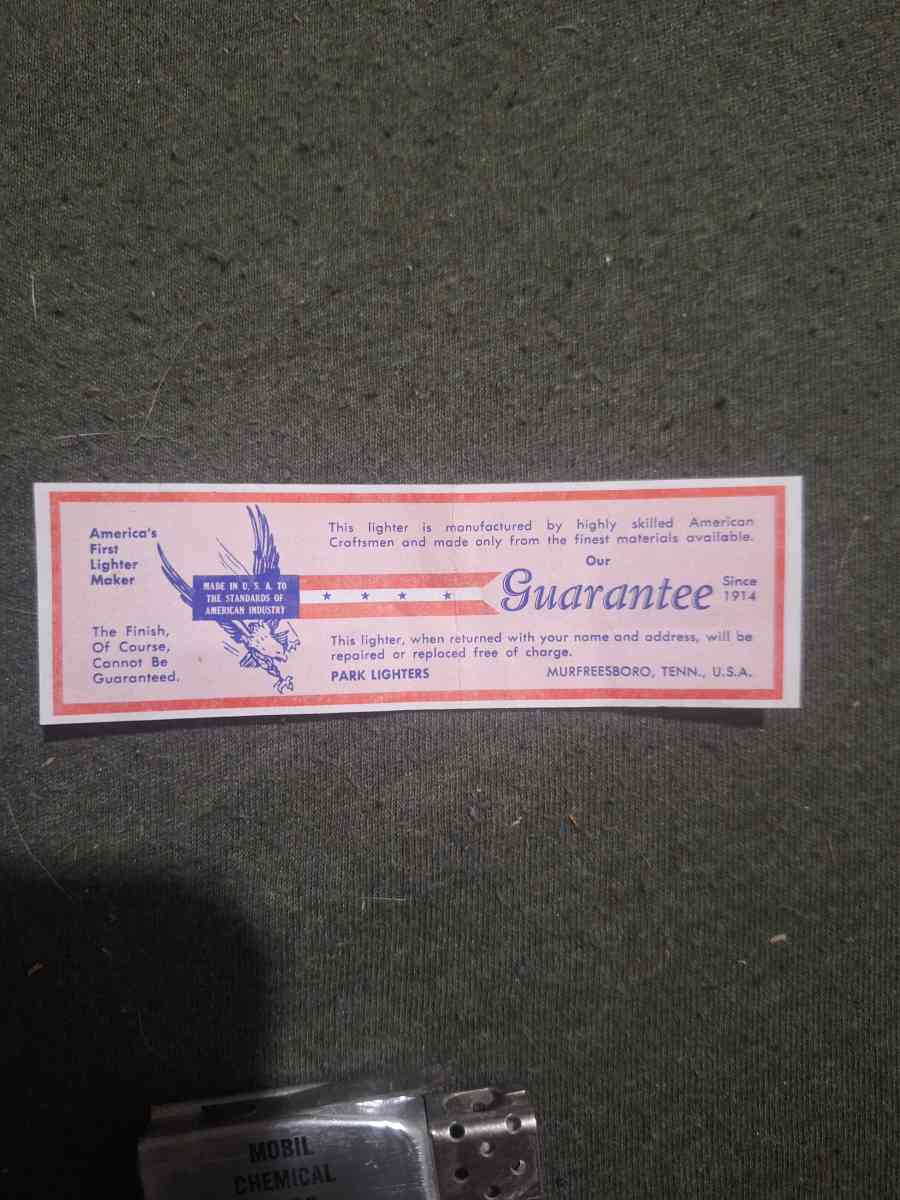 America's
First
Lighter
Maker
The Finish,
Of Course,
Cannot Be
Guaranteed.
MADE IN U. S. A. TO
THE STANDARDS OF
AMERICAN INDUSTRY
This lighter is manufactured by highly skilled American
Craftsmen and made only from the finest materials available.
Our
Guarantee
Since
1914
This lighter, when returned with your name and address, will be
repaired or replaced free of charge.
PARK LIGHTERS MURFREESBORO, TENN., U.S.A.
MOBIL
CHEMICAL